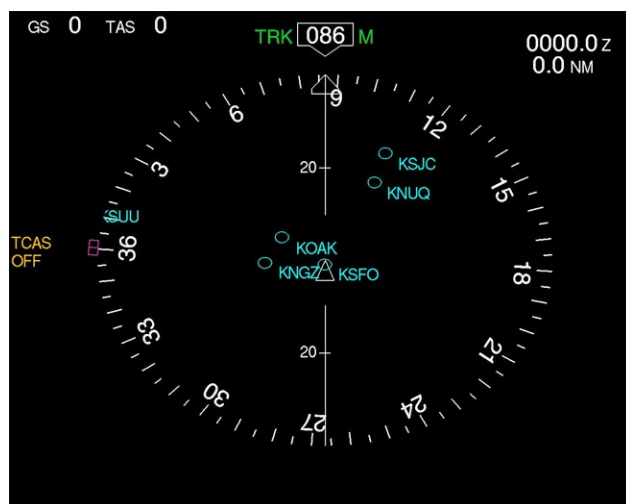 GS 0 TAS 0
TRK 086 M
0000.0 Z
0.0 NM
9
6
12
3
20
KSJC
KNUQ
15
SUU
TCAS
OFF
36
KOAK
KNGZ
KSFO
18
33
20
21
30
27
24